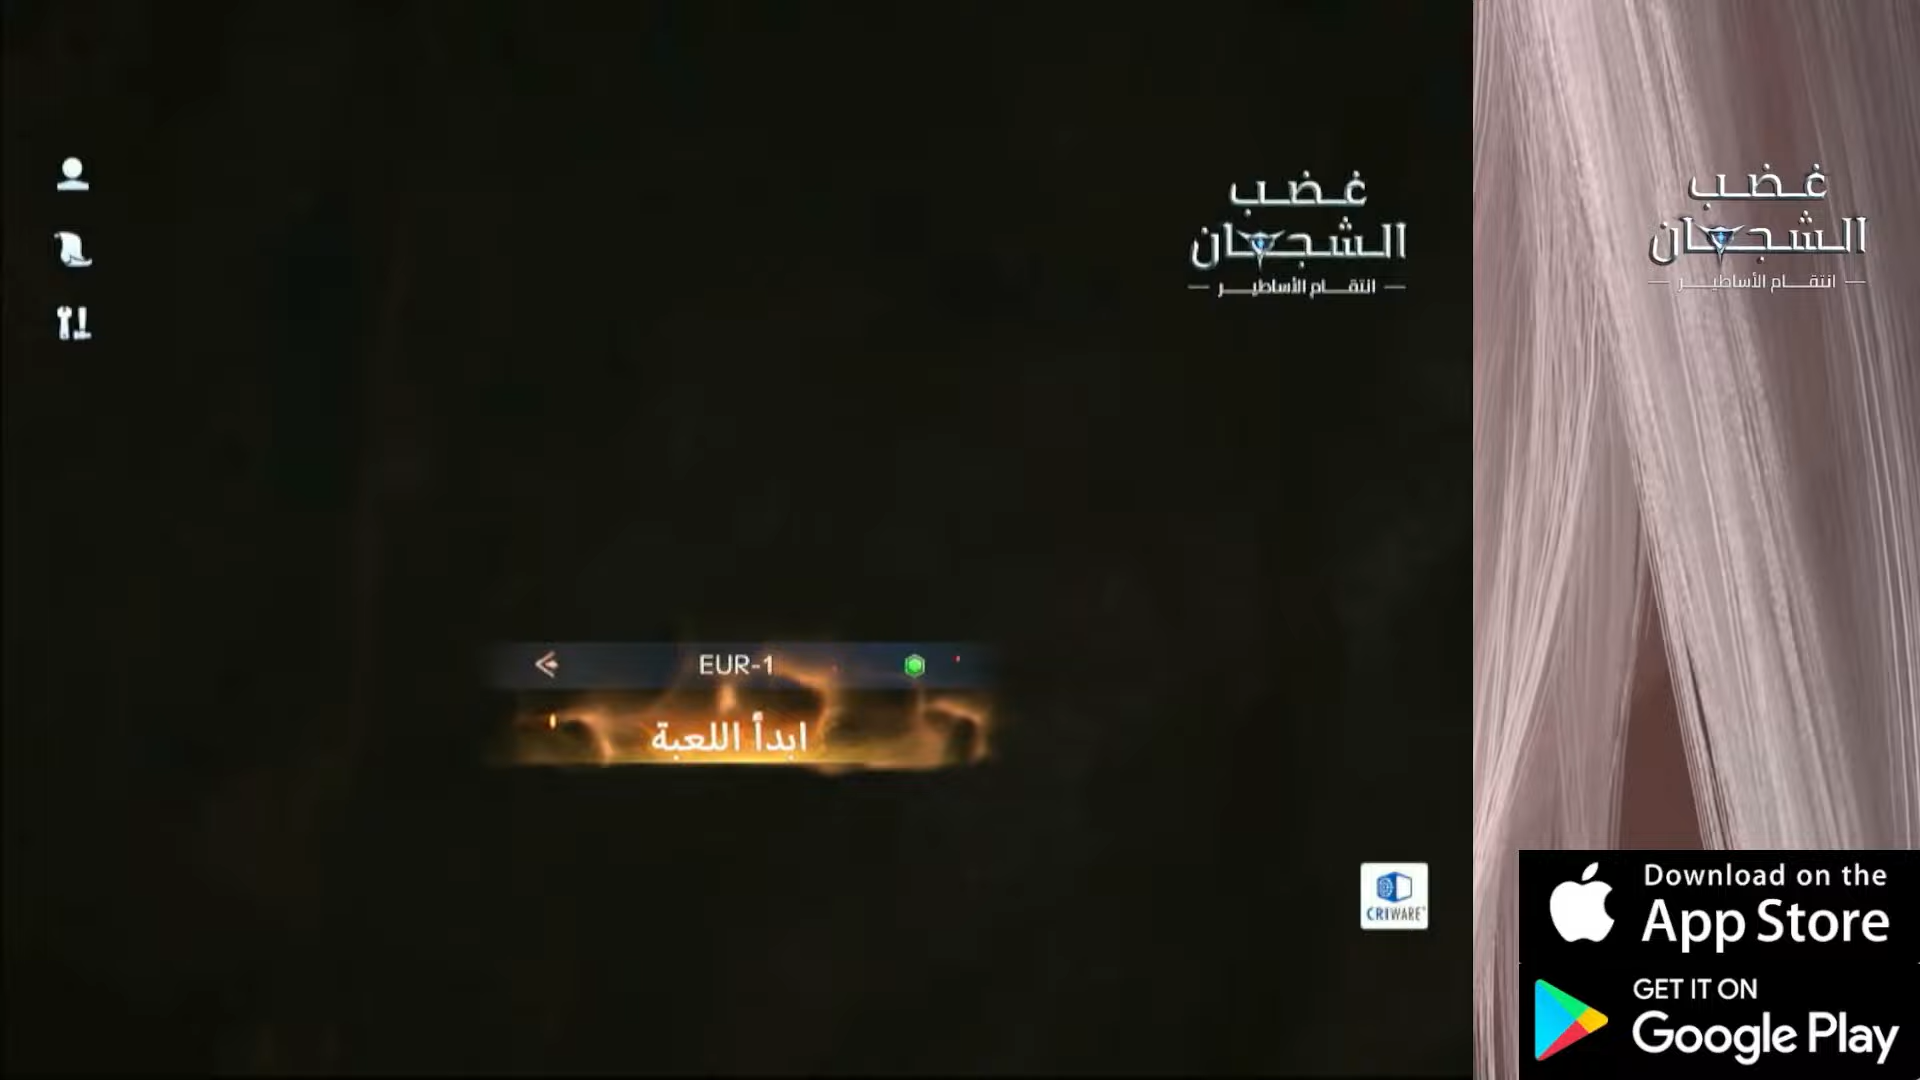 غضب
الشجعان
انتقام الأساطير
EUR-1
ابدأ اللعبة
CRIWARE
غضب
الشجعان
انتقام الأساطير
Download on the
App Store
GET IT ON
Google Play